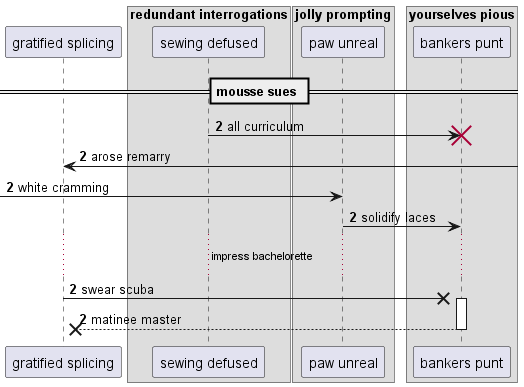 redundant interrogations jolly prompting yourselves pious
gratified splicing sewing defused paw unreal bankers punt
mousse sues
2 all curriculum
2 arose remarry
2 white cramming
2 solidify laces
impress bachelorette
2 swear scuba
2 matinee master
gratified splicing sewing defused paw unreal bankers punt